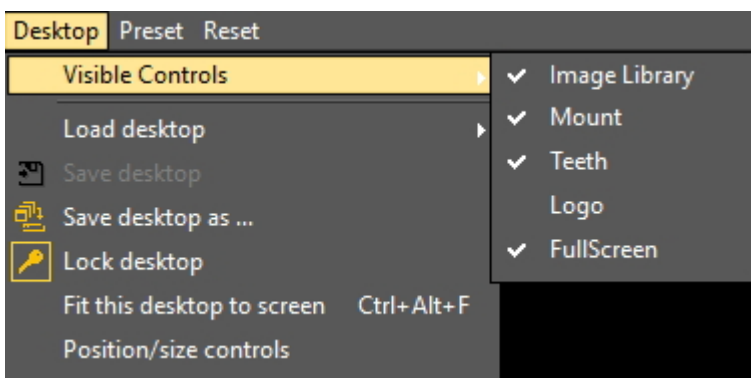 Desktop Preset Reset
Visible Controls
Load desktop
Save desktop
Save desktop as ...
Lock desktop
Fit this desktop to screen Ctrl+Alt+F
Position/size controls
Image Library
Mount
Teeth
Logo
FullScreen